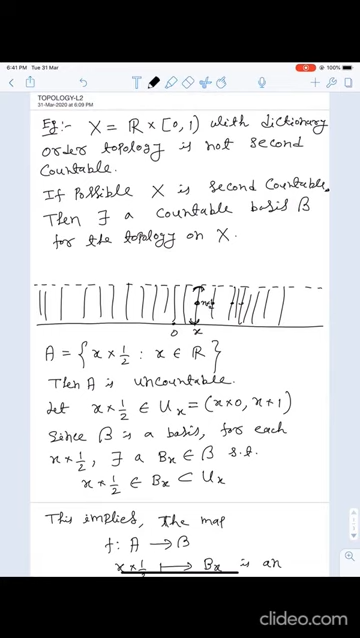 6:41 PM Tue 31 Mar
100%
TOPOLOGY-L2
31-Mar-2020 at 6:09 PM
Eg:- X = ℝ × [0, 1) with dictionary
order topology is not second
Countable.
If possible X is second Countable.
Then ∃ a countable basis B
for the topology on X.
0 x
A = { x × 1/2 : x ∈ ℝ }
Then A is uncountable.
Let x × 1/2 ∈ Ux = (x×0, x×1)
Since B is a basis, for each
x × 1/2, ∃ a Bx ∈ B s.t.
x × 1/2 ∈ Bx ⊂ Ux
This implies, the map
f: A → B
x × 1/2 ↦ Bx is an
clideo.com